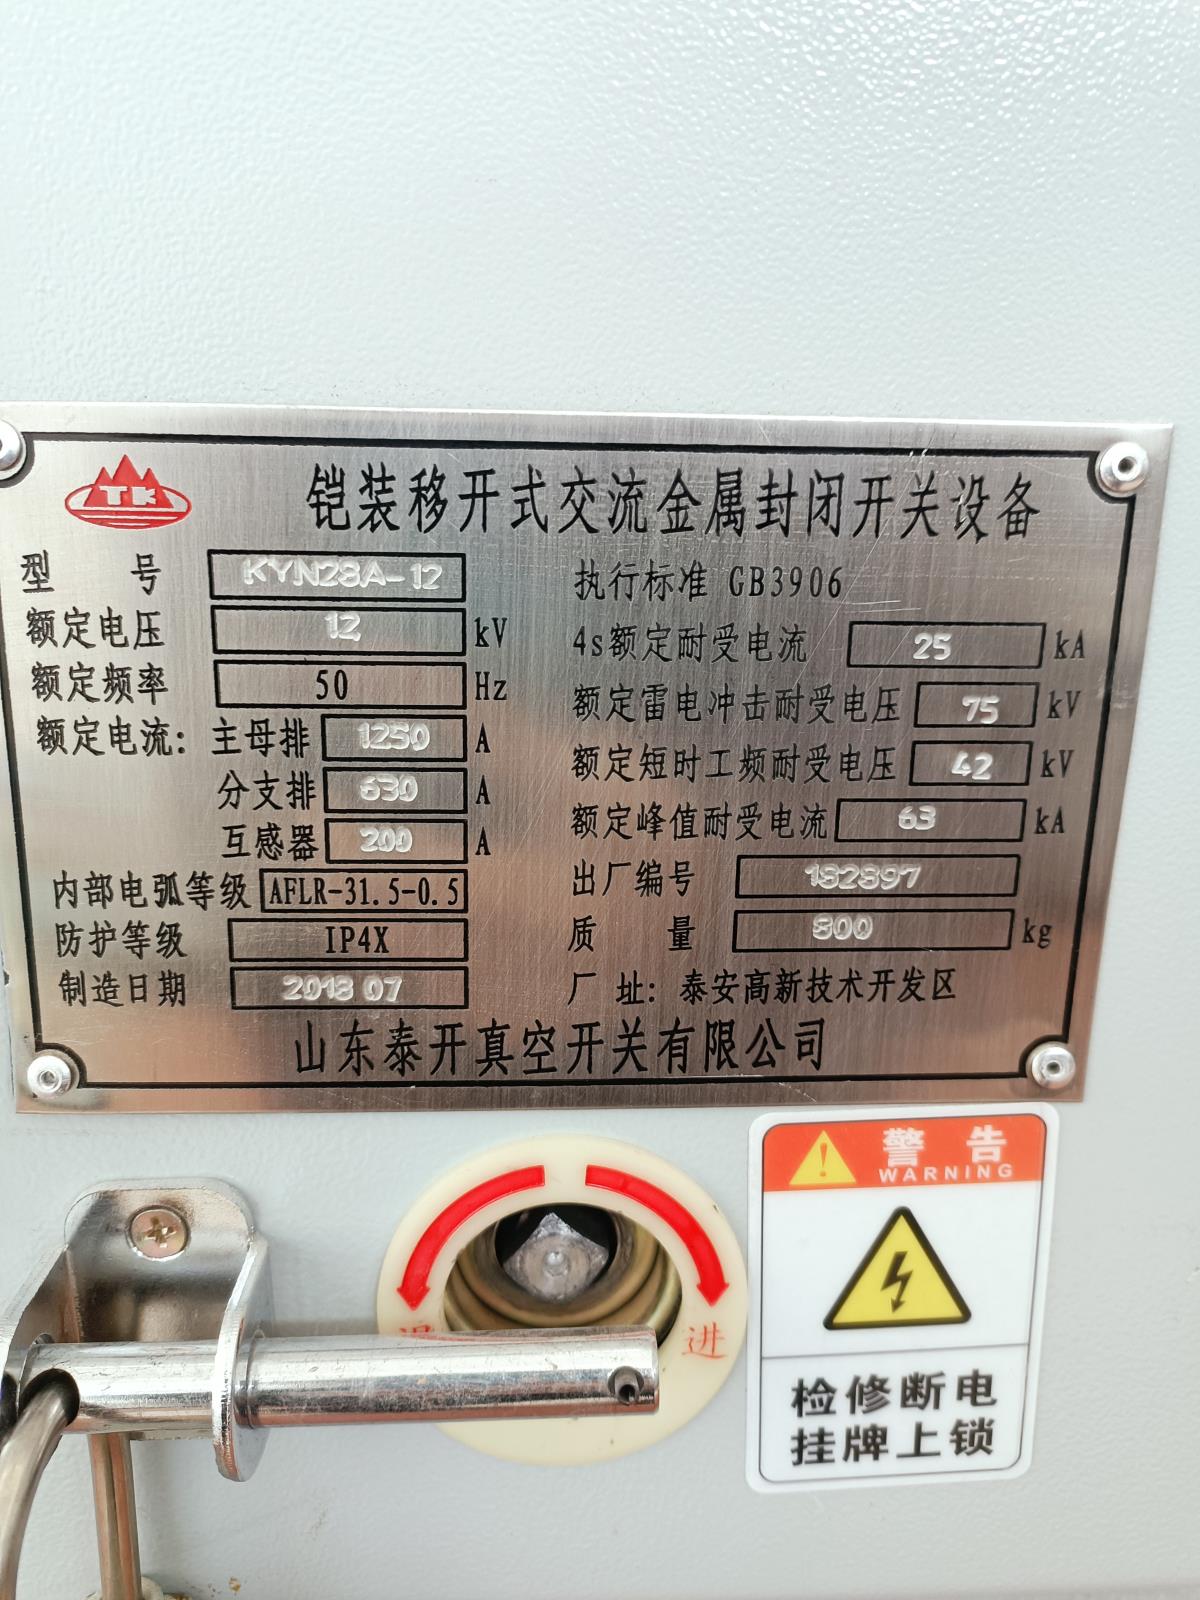 TK
铠装移开式交流金属封闭开关设备
型 号 KYN28A-12
额定电压 12 kV
额定频率 50 Hz
额定电流: 主母排 1250 A
分支排 630 A
互感器 200 A
内部电弧等级 AFLR-31.5-0.5
防护等级 IP4X
制造日期 2018 07
执行标准 GB3906
4s额定耐受电流 25 kA
额定雷电冲击耐受电压 75 kV
额定短时工频耐受电压 42 kV
额定峰值耐受电流 63 kA
出厂编号 182897
质 量 800 kg
厂 址: 泰安高新技术开发区
山东泰开真空开关有限公司
进
警 告
WARNING
检修断电
挂牌上锁